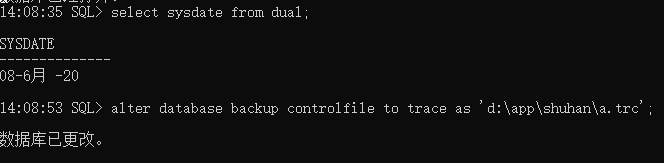 14:08:35 SQL> select sysdate from dual;
SYSDATE
--------------
08-6月 -20
14:08:53 SQL> alter database backup controlfile to trace as 'd:\app\shuhan\a.trc';
数据库已更改。